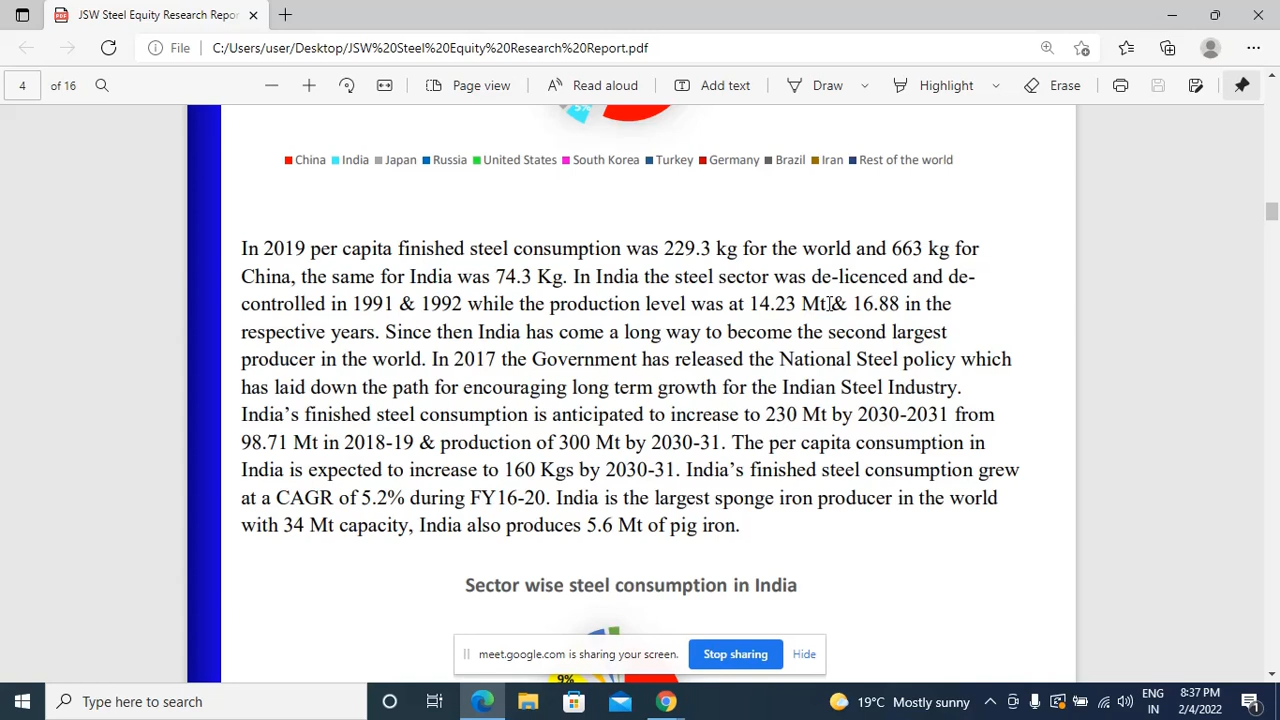 JSW Steel Equity Research Repor
File C:/Users/user/Desktop/JSW%20Steel%20Equity%20Research%20Report.pdf
4 of 16 Page view Read aloud Add text Draw Highlight Erase
China India Japan Russia United States South Korea Turkey Germany Brazil Iran Rest of the world
In 2019 per capita finished steel consumption was 229.3 kg for the world and 663 kg for
China, the same for India was 74.3 Kg. In India the steel sector was de-licenced and de-
controlled in 1991 & 1992 while the production level was at 14.23 Mt & 16.88 in the
respective years. Since then India has come a long way to become the second largest
producer in the world. In 2017 the Government has released the National Steel policy which
has laid down the path for encouraging long term growth for the Indian Steel Industry.
India's finished steel consumption is anticipated to increase to 230 Mt by 2030-2031 from
98.71 Mt in 2018-19 & production of 300 Mt by 2030-31. The per capita consumption in
India is expected to increase to 160 Kgs by 2030-31. India's finished steel consumption grew
at a CAGR of 5.2% during FY16-20. India is the largest sponge iron producer in the world
with 34 Mt capacity, India also produces 5.6 Mt of pig iron.
Sector wise steel consumption in India
meet.google.com is sharing your screen. Stop sharing Hide
9%
Type here to search
19°C Mostly sunny
ENG
IN
8:37 PM
2/4/2022